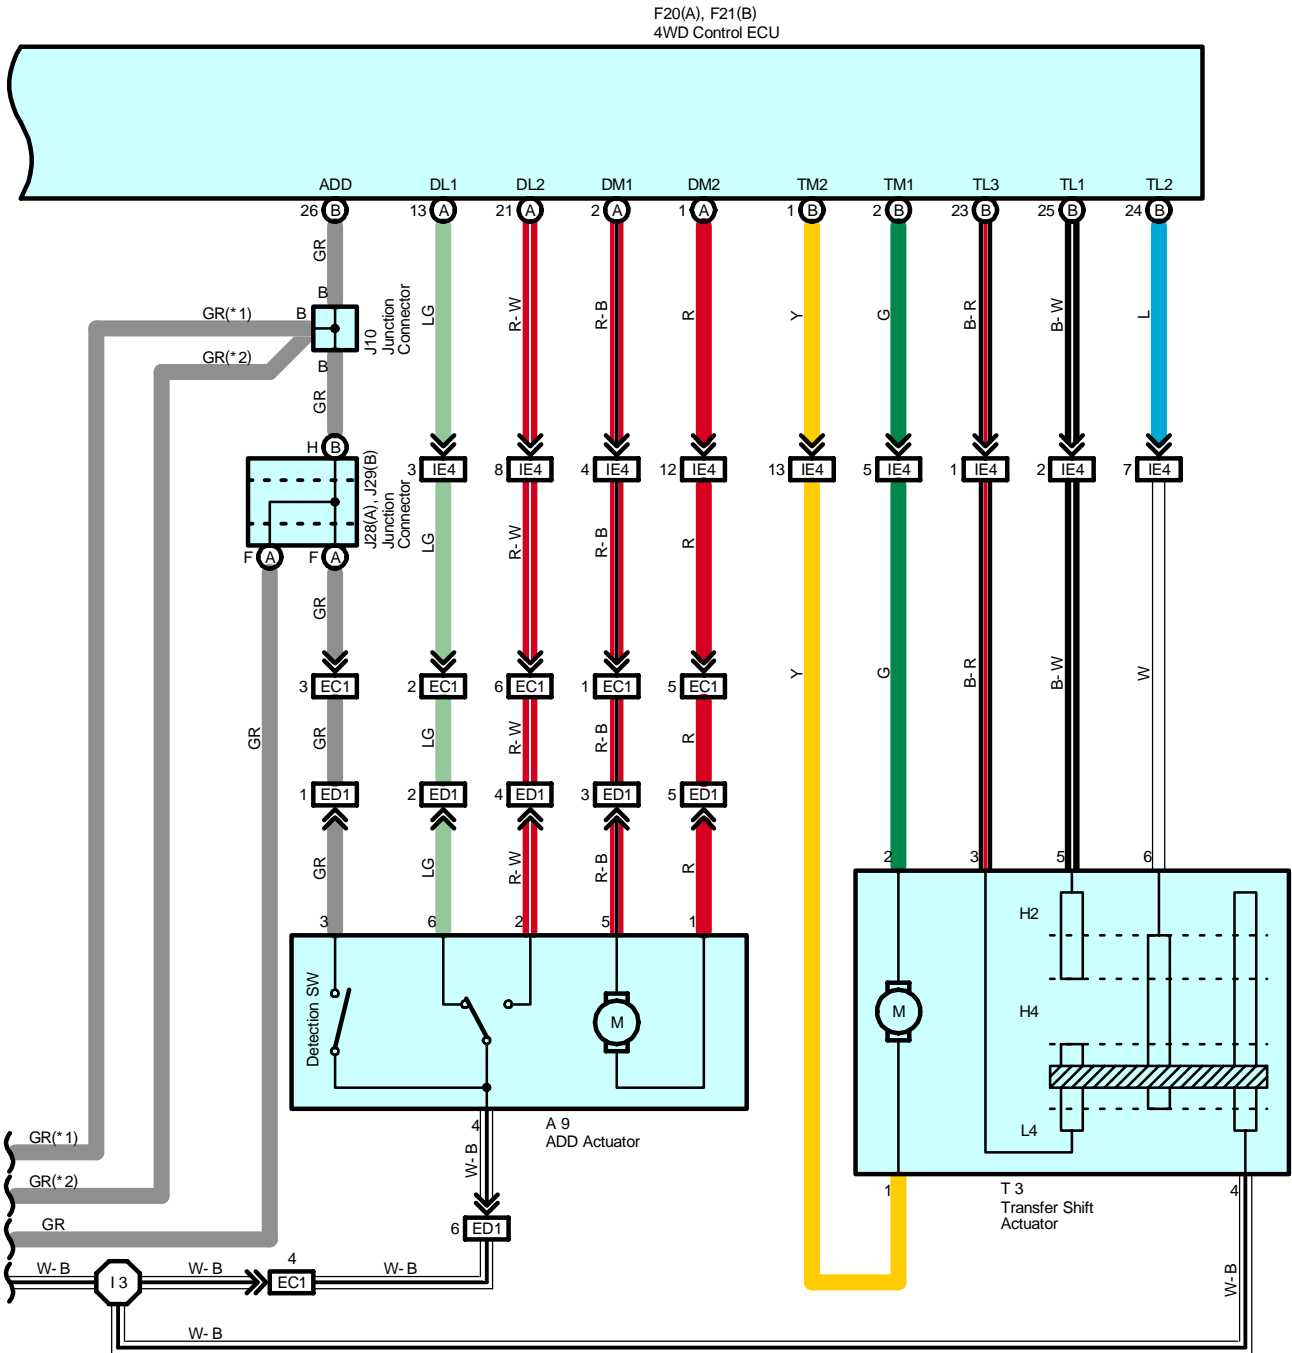 F20(A), F21(B)
4WD Control ECU
ADD DL1 DL2 DM1 DM2 TM2 TM1 TL3 TL1 TL2
26 B 13 A 21 A 2 A 1 A 1 B 2 B 23 B 25 B 24 B
GR
LG R-W R-B R Y G B-R B-W L
B
GR(*1) B
J10
Junction
Connector
GR(*2)
B
GR
H B
3 IE4 8 IE4 4 IE4 12 IE4 13 IE4 5 IE4 1 IE4 2 IE4 7 IE4
J28(A), J29(B)
Junction
Connector
F A F A
LG R-W R-B R
GR
GR
Y G B-R B-W W
3 EC1 2 EC1 6 EC1 1 EC1 5 EC1
GR LG R-W R-B R
1 ED1 2 ED1 4 ED1 3 ED1 5 ED1
GR LG R-W R-B R
2 3 5 6
3 6 2 5 1
H2
Detection SW
M
M
H4
L4
4
A 9
ADD Actuator
W-B
1
T 3
Transfer Shift
Actuator
4
GR(*1)
GR(*2)
GR
6 ED1
W-B I 3 W-B 4 EC1 W-B
W-B
W-B